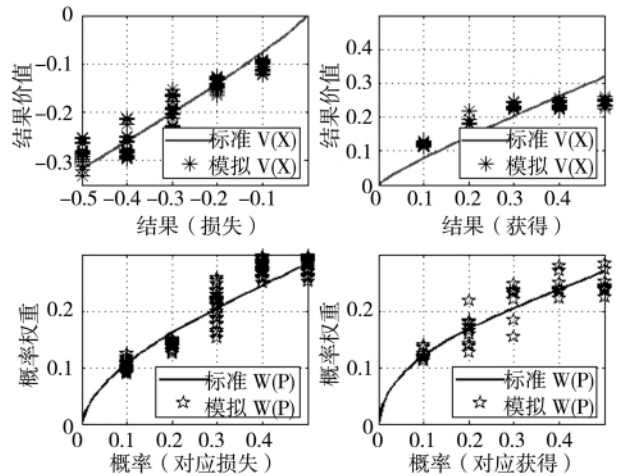 0
−0.1
−0.2
−0.3
结果价值
标准 V(X)
模拟 V(X)
−0.5 −0.4 −0.3 −0.2 −0.1
结果（损失）
0.4
0.3
0.2
0.1
0
结果价值
标准 V(X)
模拟 V(X)
0.1 0.2 0.3 0.4
结果（获得）
0.2
0.1
0
概率权重
标准 W(P)
模拟 W(P)
0.1 0.2 0.3 0.4
概率（对应损失）
0.2
0.1
0
概率权重
标准 W(P)
模拟 W(P)
0.1 0.2 0.3 0.4
概率（对应获得）